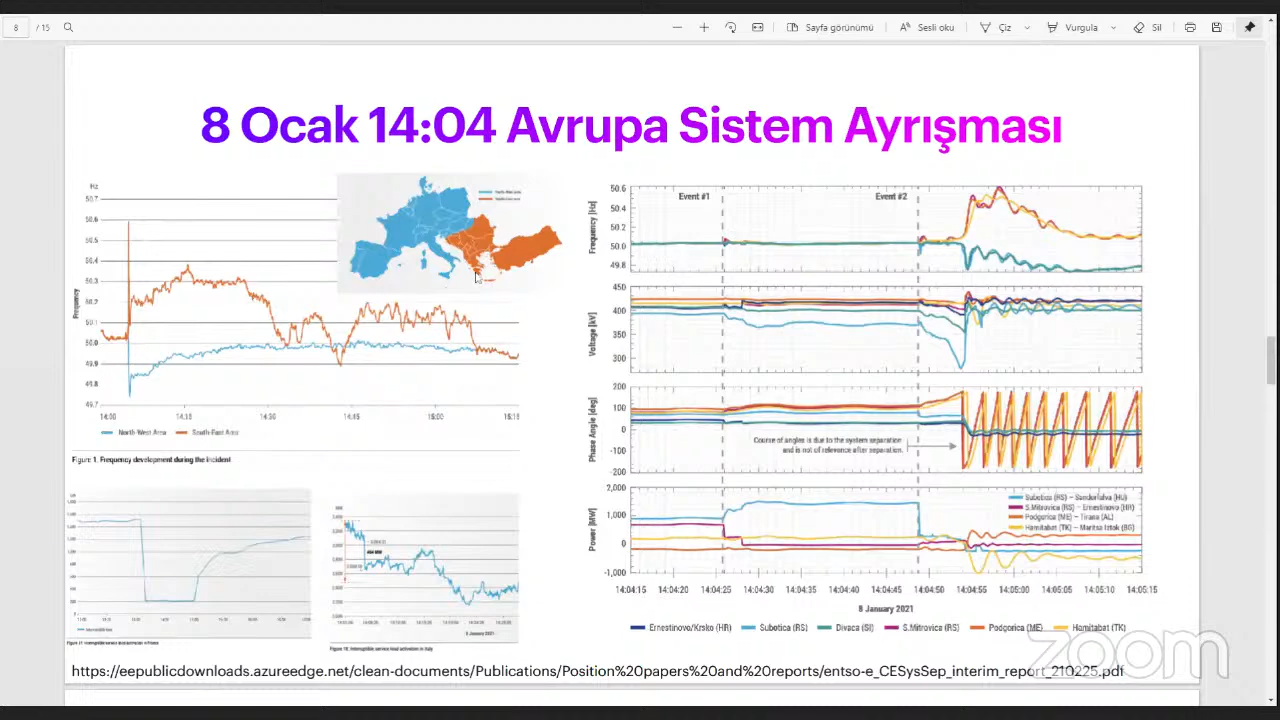 8 / 15
Sayfa görünümü
Sesli oku
Çiz
Vurgula
Sil
8 Ocak 14:04 Avrupa Sistem Ayrışması
Hz
50.7
50.6
50.5
50.4
50.2
50.1
50.0
49.9
49.8
49.7
Frequency
14:00
14:30
14:45
15:00
North-West Area
South-East Area
Figure 1. Frequency development during the incident
Event #1
Event #2
Frequency [Hz]
50.6
50.4
50.2
50.0
49.8
Voltage [kV]
450
400
350
300
Phase Angle [deg]
200
100
0
-100
200
Course of angles is due to the system separation
and is not of relevance after separation.
Power [MW]
2,000
1,000
0
-1,000
Subotica (RS) – Sandorfalva (HU)
S.Mitrovica (RS) – Ernestinovo (HR)
Podgorica (ME) – Tirana (AL)
Hamitabat (TK) – Maritsa Iztok (BG)
14:04:15
14:04:20
14:04:25
14:04:30
14:04:35
14:04:40
14:04:45
14:04:50
14:04:55
14:05:00
14:05:05
14:05:10
14:05:15
8 January 2021
Ernestinovo/Krsko (HR)
Subotica (RS)
Divaca (SI)
S.Mitrovica (RS)
Podgorica (ME)
Hamitabat (TK)
8 January 2021
https://eepublicdownloads.azureedge.net/clean-documents/Publications/Position%20papers%20and%20reports/entso-e_CESysSep_interim_report_210225.pdf
zoom